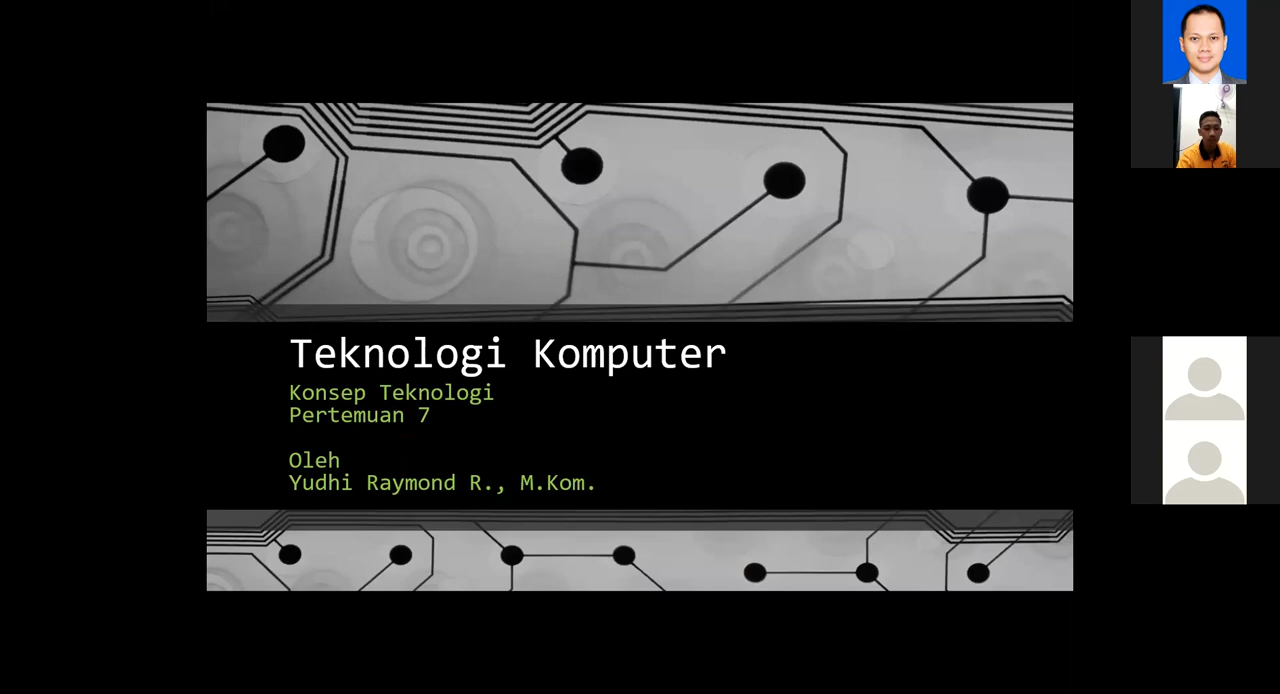 Teknologi Komputer
Konsep Teknologi
Pertemuan 7
Oleh
Yudhi Raymond R., M.Kom.